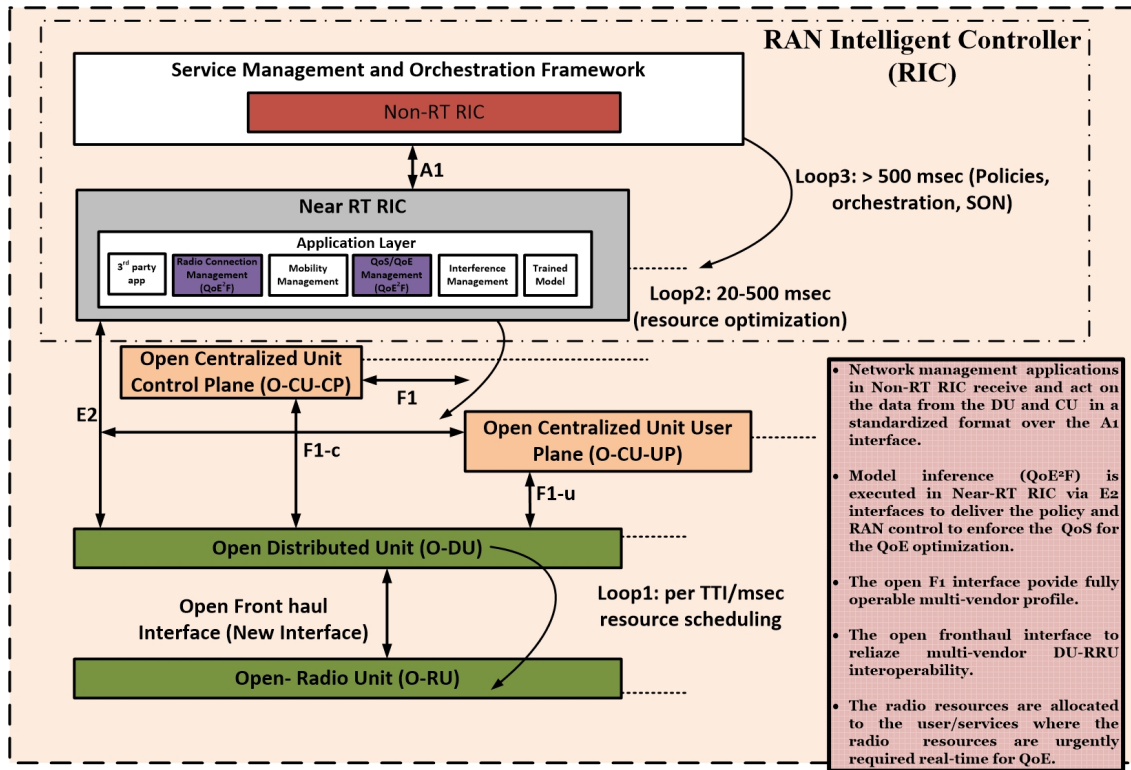 RAN Intelligent Controller
(RIC)
Service Management and Orchestration Framework
Non-RT RIC
A1
Loop3: > 500 msec (Policies,
orchestration, SON)
Near RT RIC
Application Layer
3rd party
app
Radio Connection
Management
(QoE²F)
Mobility
Management
QoS/QoE
Management
(QoE²F)
Interference
Management
Trained
Model
Loop2: 20-500 msec
(resource optimization)
Open Centralized Unit
Control Plane (O-CU-CP)
F1
E2
F1-c
Open Centralized Unit User
Plane (O-CU-UP)
F1-u
Open Distributed Unit (O-DU)
Open Front haul
Interface (New Interface)
Loop1: per TTI/msec
resource scheduling
Open- Radio Unit (O-RU)
• Network management applications
in Non-RT RIC receive and act on
the data from the DU and CU in a
standardized format over the A1
interface.
• Model inference (QoE²F) is
executed in Near-RT RIC via E2
interfaces to deliver the policy and
RAN control to enforce the QoS for
the QoE optimization.
• The open F1 interface povide fully
operable multi-vendor profile.
• The open fronthaul interface to
reliaze multi-vendor DU-RRU
interoperability.
• The radio resources are allocated
to the user/services where the
radio resources are urgently
required real-time for QoE.